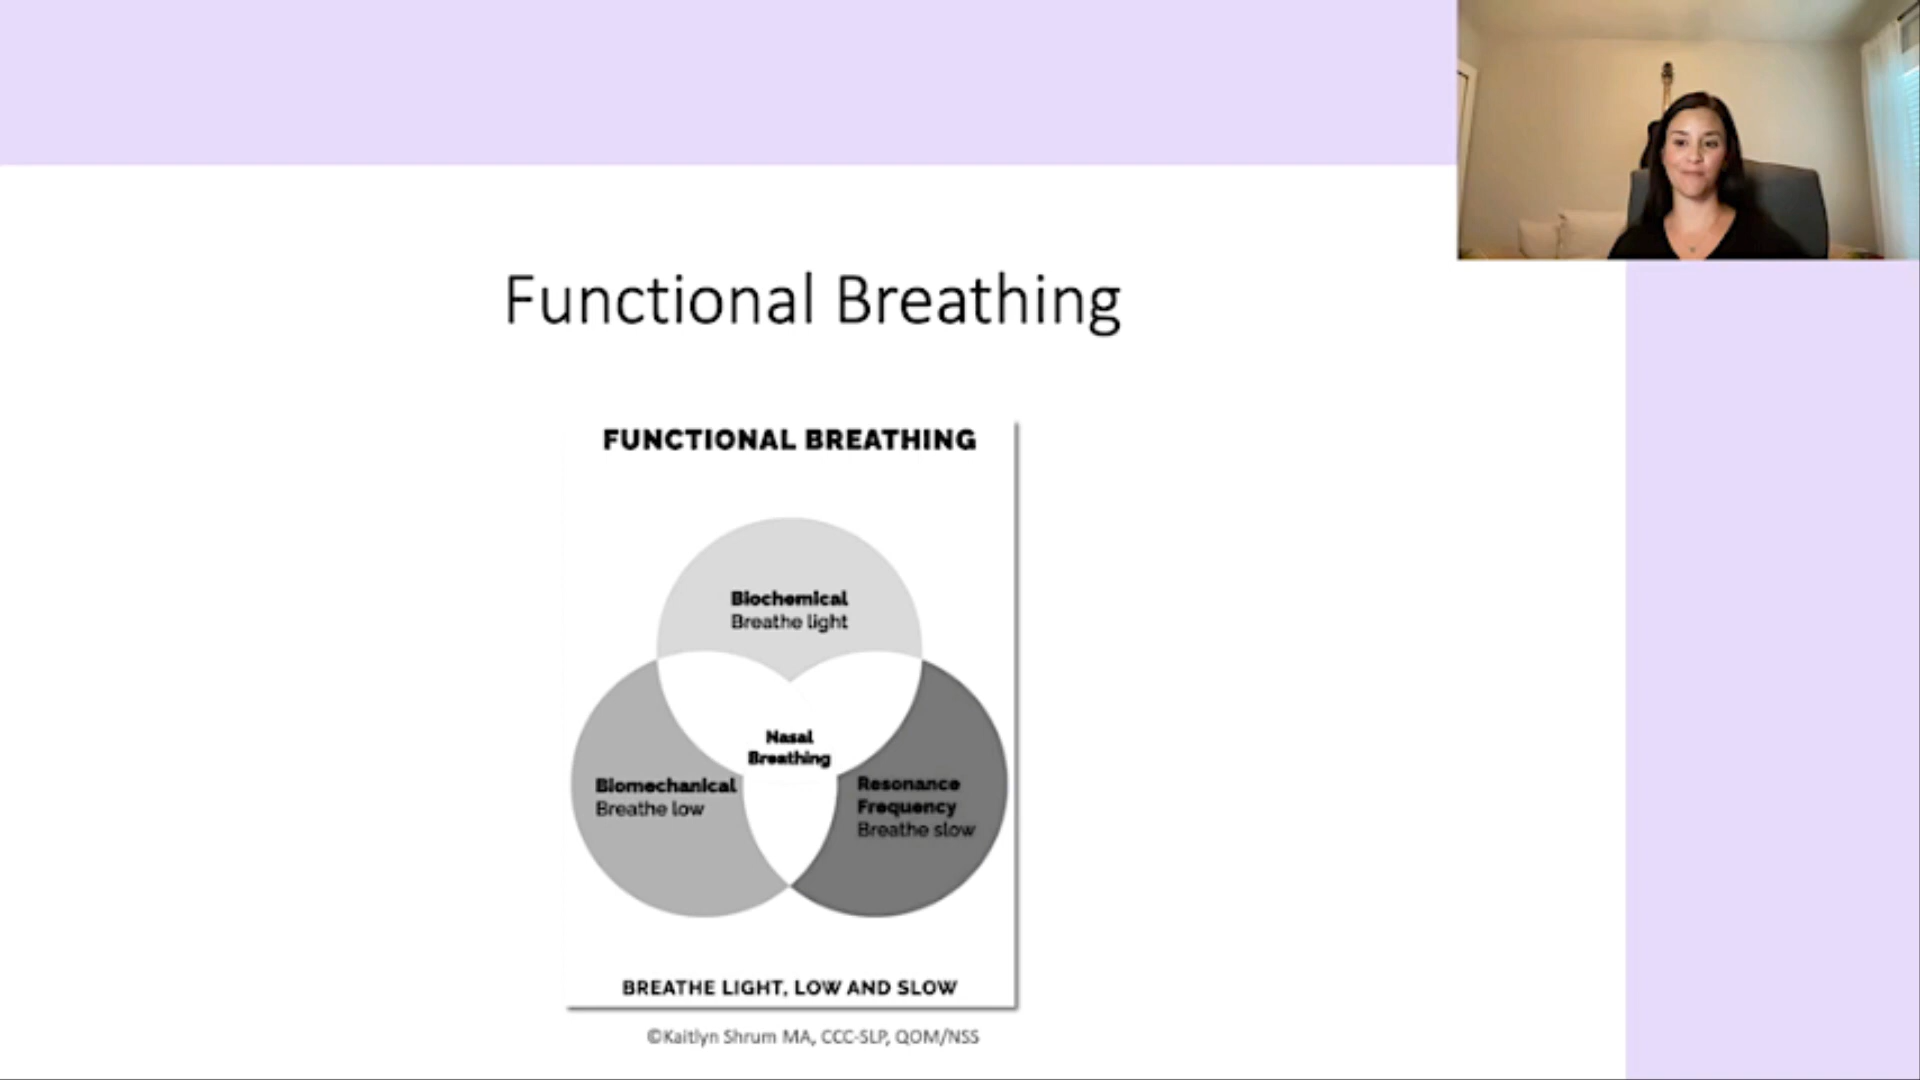 Functional Breathing
FUNCTIONAL BREATHING
Biochemical
Breathe light
Nasal
Breathing
Biomechanical
Breathe low
Resonance
Frequency
Breathe slow
BREATHE LIGHT, LOW AND SLOW
©Kaitlyn Shrum MA, CCC-SLP, QOM/NSS